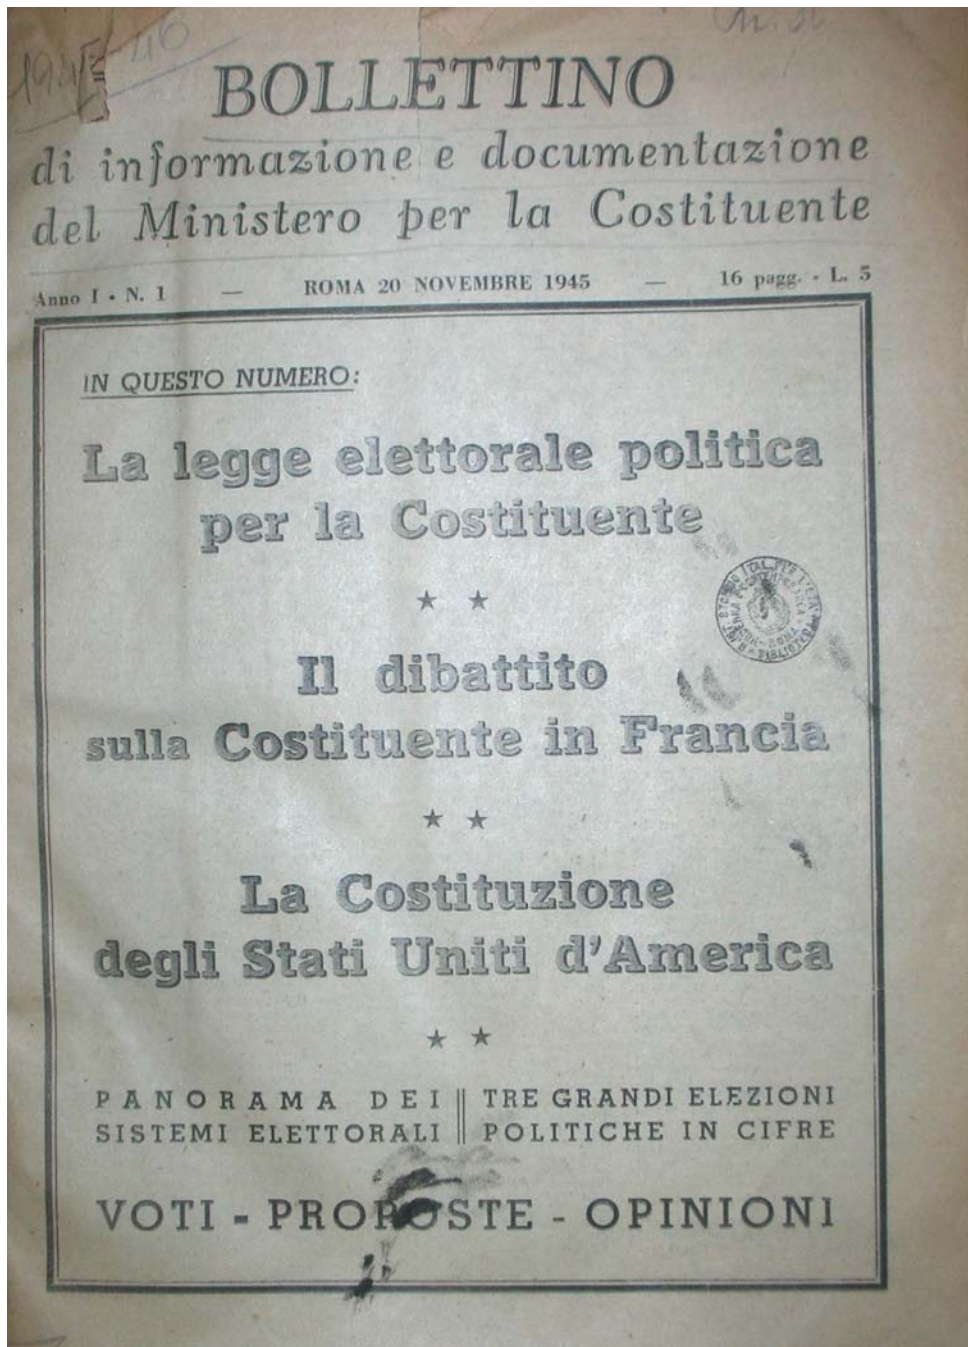 1945-46
BOLLETTINO
di informazione e documentazione
del Ministero per la Costituente
Anno I - N. 1 — ROMA 20 NOVEMBRE 1945 — 16 pagg. - L. 5
IN QUESTO NUMERO:
La legge elettorale politica
per la Costituente
★ ★
Il dibattito
sulla Costituente in Francia
★ ★
La Costituzione
degli Stati Uniti d'America
★ ★
PANORAMA DEI || TRE GRANDI ELEZIONI
SISTEMI ELETTORALI || POLITICHE IN CIFRE
VOTI - PROPOSTE - OPINIONI